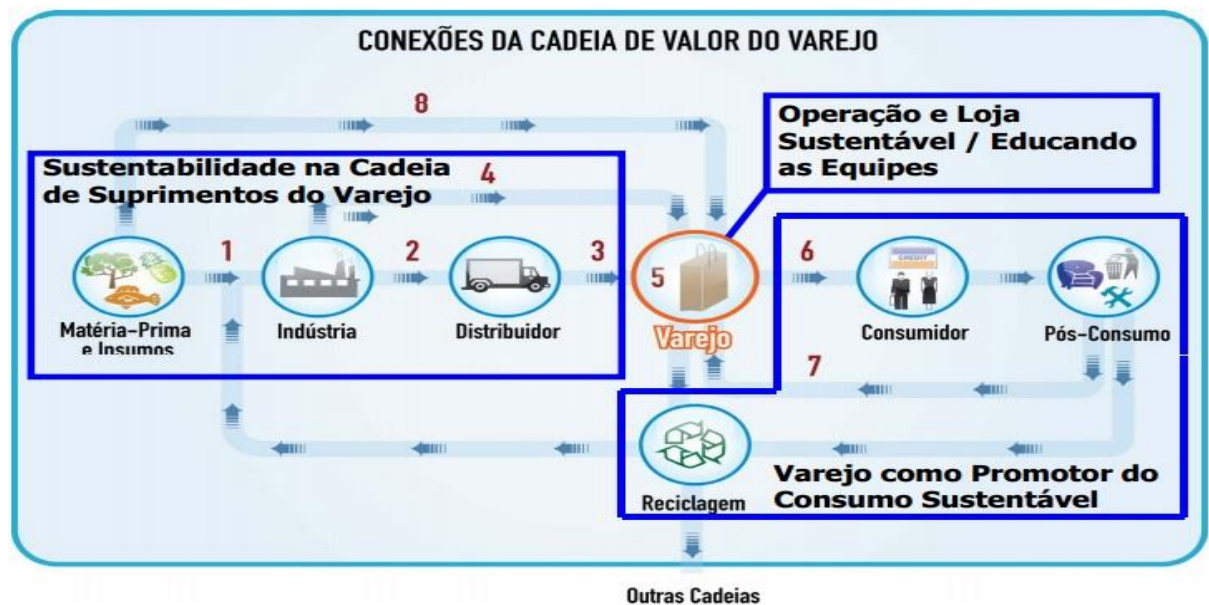 CONEXÕES DA CADEIA DE VALOR DO VAREJO
8
Operação e Loja
Sustentável / Educando
as Equipes
Sustentabilidade na Cadeia
de Suprimentos do Varejo
4
1
2
3
5
6
CREDIT
Matéria-Prima
e Insumos
Indústria
Distribuidor
Varejo
Consumidor
Pós-Consumo
7
Reciclagem
Varejo como Promotor do
Consumo Sustentável
Outras Cadeias